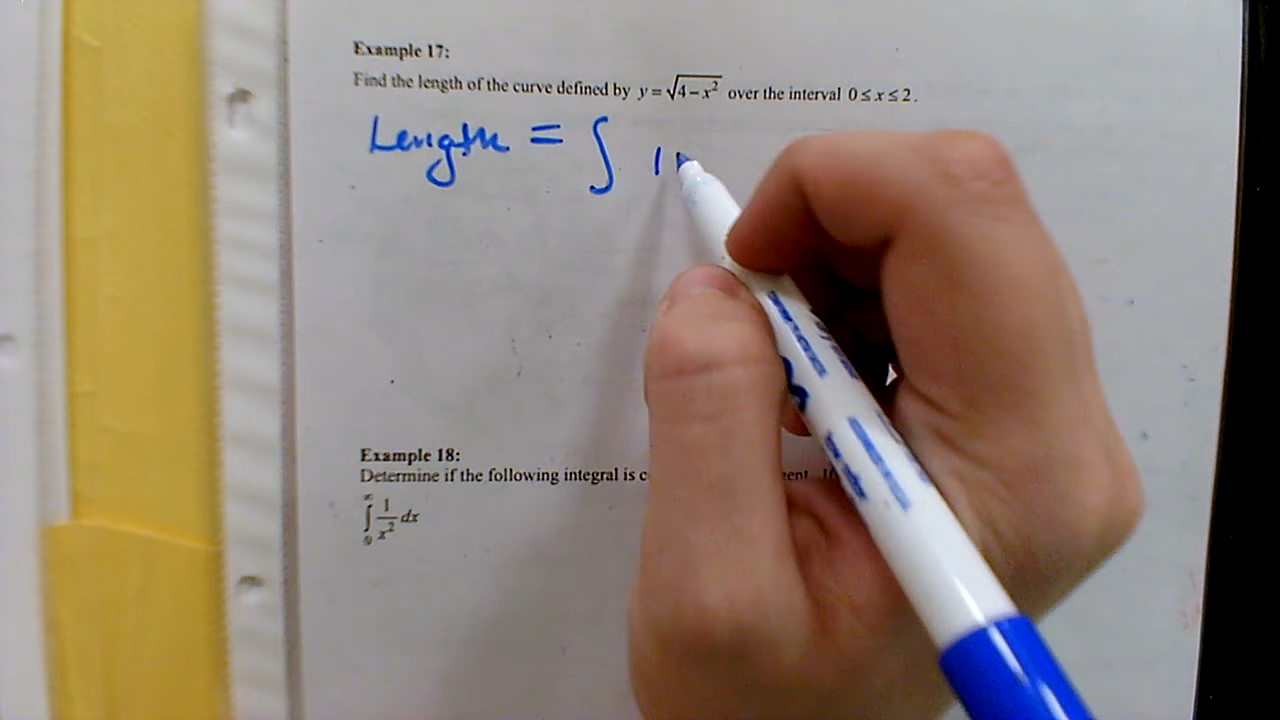 Example 17:
Find the length of the curve defined by y = √4 − x² over the interval 0 ≤ x ≤ 2.
Length = ∫ 1
Example 18:
Determine if the following integral is
∫ 1/x² dx